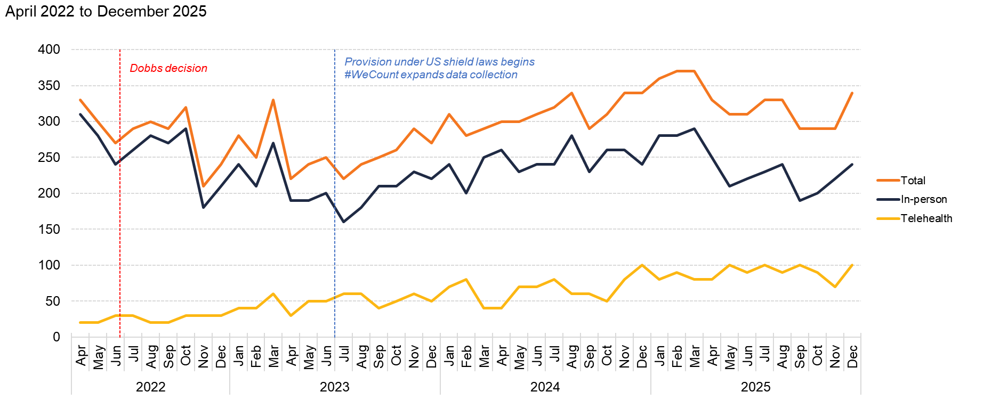 April 2022 to December 2025
400
350
300
250
200
150
100
50
0
Dobbs decision
Provision under US shield laws begins
#WeCount expands data collection
Total
In-person
Telehealth
Apr May Jun Jul Aug Sep Oct Nov Dec Jan Feb Mar Apr May Jun Jul Aug Sep Oct Nov Dec Jan Feb Mar Apr May Jun Jul Aug Sep Oct Nov Dec Jan Feb Mar Apr May Jun Jul Aug Sep Oct Nov Dec
2022 2023 2024 2025